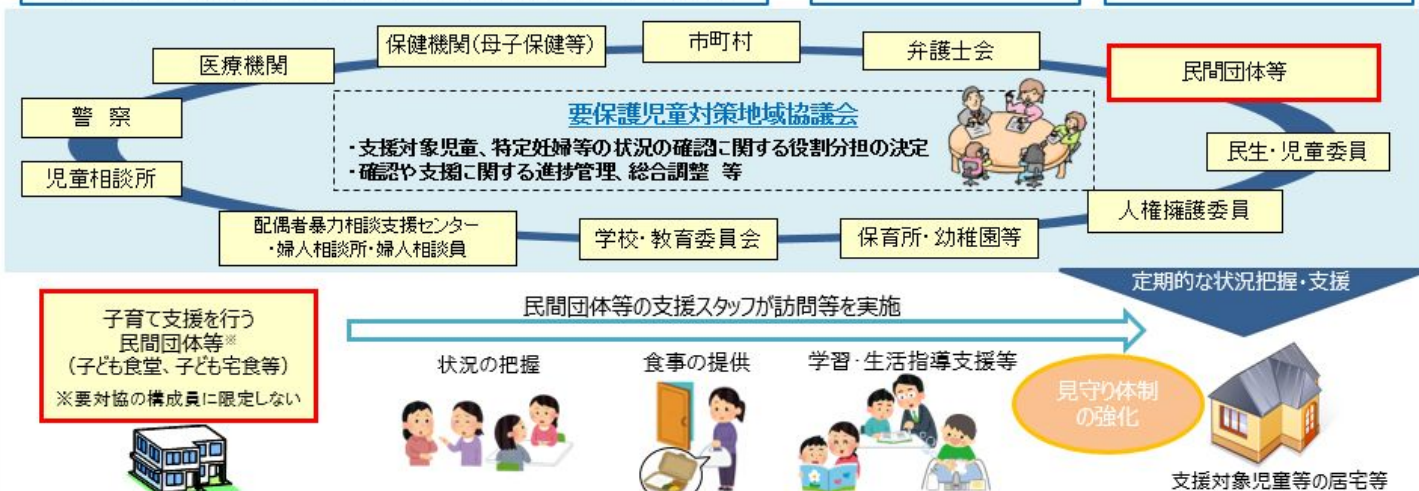 保健機関(母子保健等)
市町村
弁護士会
医療機関
民間団体等
警 察
要保護児童対策地域協議会
・支援対象児童、特定妊婦等の状況の確認に関する役割分担の決定
・確認や支援に関する進捗管理、総合調整 等
民生・児童委員
児童相談所
人権擁護委員
配偶者暴力相談支援センター
・婦人相談所・婦人相談員
学校・教育委員会
保育所・幼稚園等
定期的な状況把握・支援
子育て支援を行う
民間団体等※
(子ども食堂、子ども宅食等)
※要対協の構成員に限定しない
民間団体等の支援スタッフが訪問等を実施
状況の把握
食事の提供
学習・生活指導支援等
見守り体制
の強化
支援対象児童等の居宅等